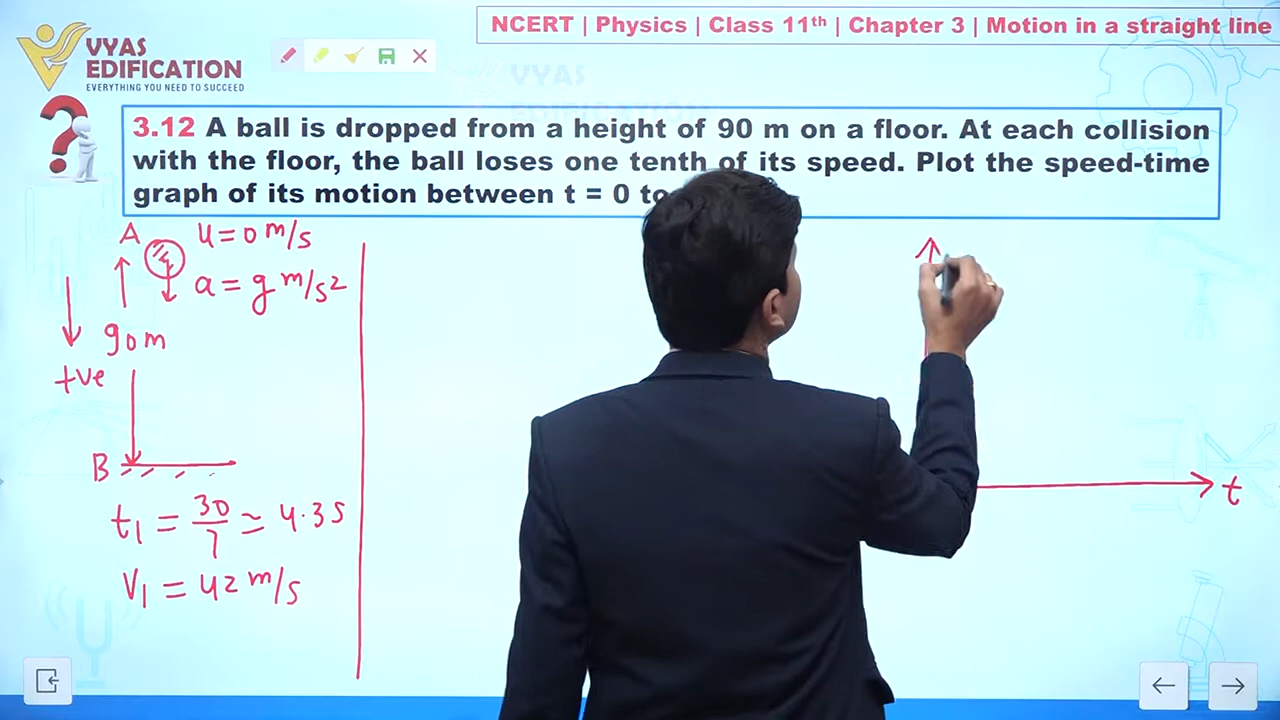 NCERT | Physics | Class 11th | Chapter 3 | Motion in a straight line
VYAS
EDIFICATION
EVERYTHING YOU NEED TO SUCCEED
VYAS
EDIFICATION
3.12 A ball is dropped from a height of 90 m on a floor. At each collision
with the floor, the ball loses one tenth of its speed. Plot the speed-time
graph of its motion between t = 0 to
A
u = 0 m/s
a = g m/s2
90 m
+ve
B
t1 = 30/7 ≃ 4.3 s
V1 = 42 m/s
t